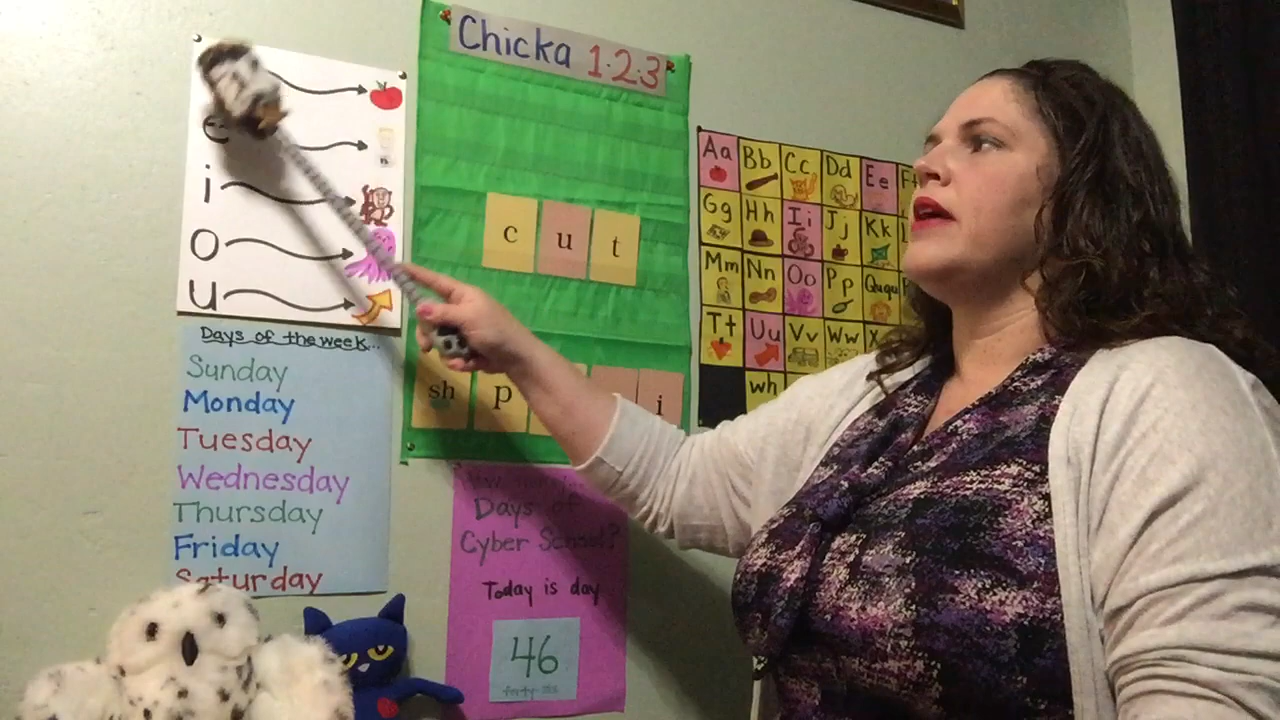 e
i
o
u
Days of the week...
Sunday
Monday
Tuesday
Wednesday
Thursday
Friday
Saturday
Chicka 1·2·3
c u t
sh p i
Aa Bb Cc Dd Ee
Gg Hh Ii Jj Kk
Mm Nn Oo Pp Ququ
Tt Uu Vv Ww X
wh
Days of
Cyber School?
Today is day
46
forty-six